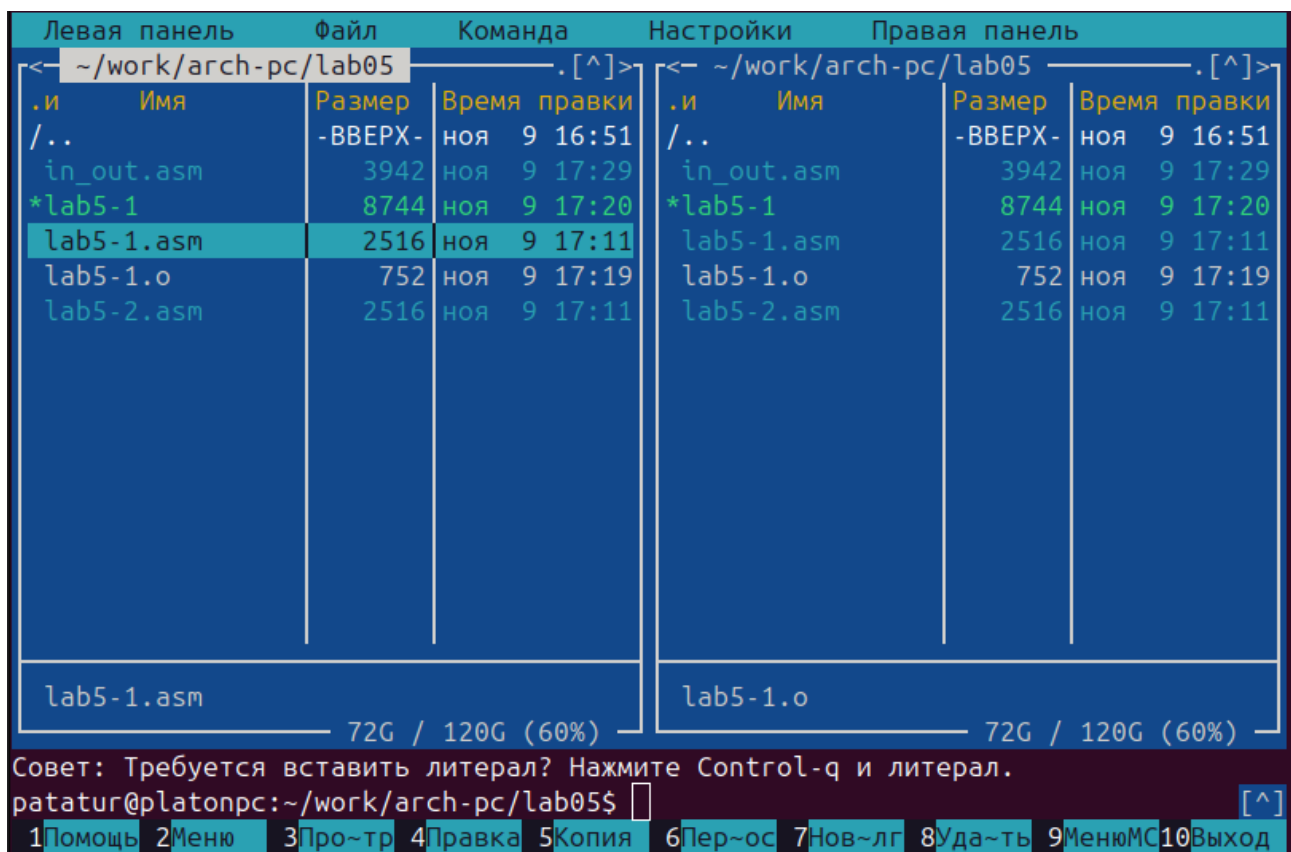 Левая панель Файл Команда Настройки Правая панель
<─ ~/work/arch-pc/lab05 ─.[^]> <─ ~/work/arch-pc/lab05 ─.[^]>
.и Имя Размер Время правки .и Имя Размер Время правки
/.. -ВВЕРХ- ноя 9 16:51 /.. -ВВЕРХ- ноя 9 16:51
in_out.asm 3942 ноя 9 17:29 in_out.asm 3942 ноя 9 17:29
*lab5-1 8744 ноя 9 17:20 *lab5-1 8744 ноя 9 17:20
lab5-1.asm 2516 ноя 9 17:11 lab5-1.asm 2516 ноя 9 17:11
lab5-1.o 752 ноя 9 17:19 lab5-1.o 752 ноя 9 17:19
lab5-2.asm 2516 ноя 9 17:11 lab5-2.asm 2516 ноя 9 17:11
lab5-1.asm lab5-1.o
72G / 120G (60%) 72G / 120G (60%)
Совет: Требуется вставить литерал? Нажмите Control-q и литерал.
patatur@platonpc:~/work/arch-pc/lab05$ [^]
1Помощь 2Меню 3Про~тр 4Правка 5Копия 6Пер~ос 7Нов~лг 8Уда~ть 9МенюMC 10Выход